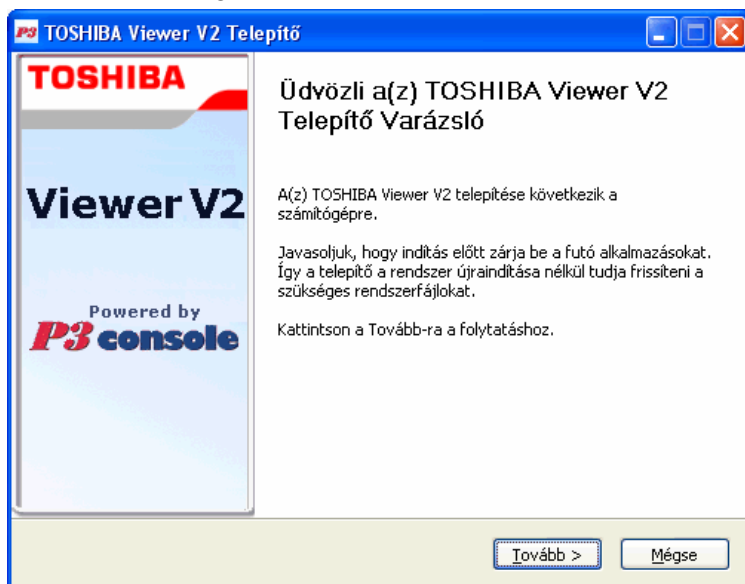 P3 TOSHIBA Viewer V2 Telepítő
TOSHIBA
Viewer V2
Powered by
P3 console
Üdvözli a(z) TOSHIBA Viewer V2
Telepítő Varázsló
A(z) TOSHIBA Viewer V2 telepítése következik a
számítógépre.
Javasoljuk, hogy indítás előtt zárja be a futó alkalmazásokat.
Így a telepítő a rendszer újraindítása nélkül tudja frissíteni a
szükséges rendszerfájlokat.
Kattintson a Tovább-ra a folytatáshoz.
Tovább >
Mégse